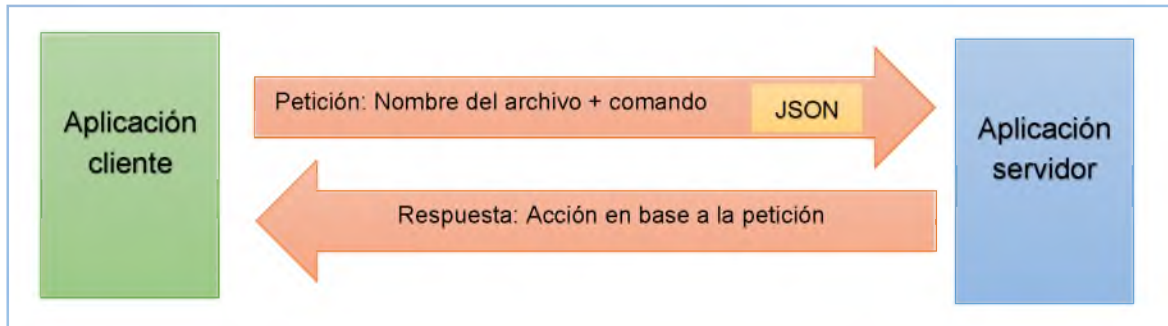 Aplicación
cliente
Petición: Nombre del archivo + comando
JSON
Respuesta: Acción en base a la petición
Aplicación
servidor